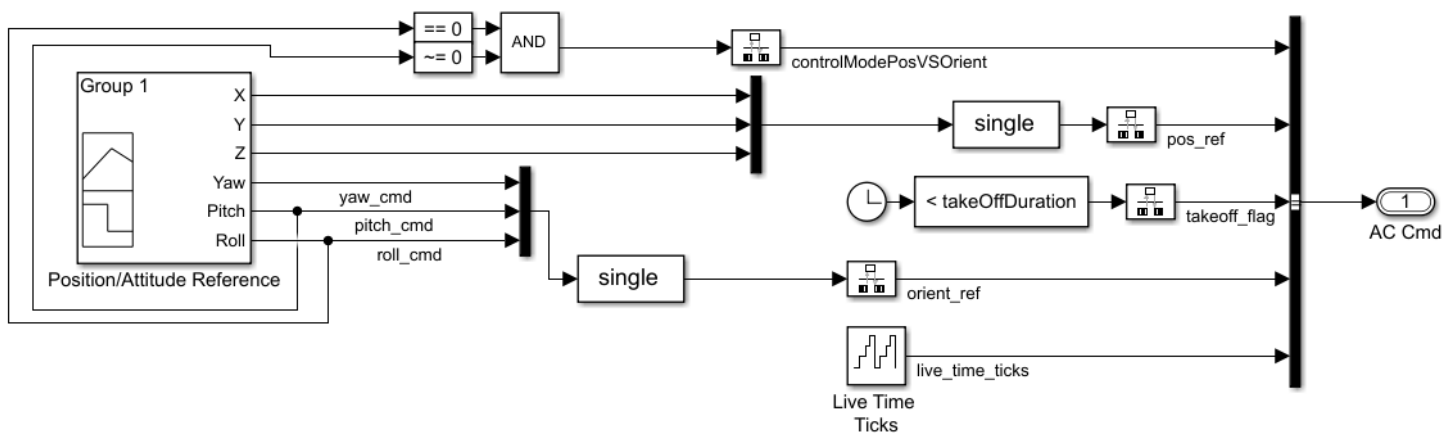 == 0
~= 0
AND
controlModePosVSOrient
Group 1
X
Y
Z
Yaw
Pitch
Roll
yaw_cmd
pitch_cmd
roll_cmd
Position/Attitude Reference
single
pos_ref
< takeOffDuration
takeoff_flag
1
AC Cmd
single
orient_ref
live_time_ticks
Live Time
Ticks